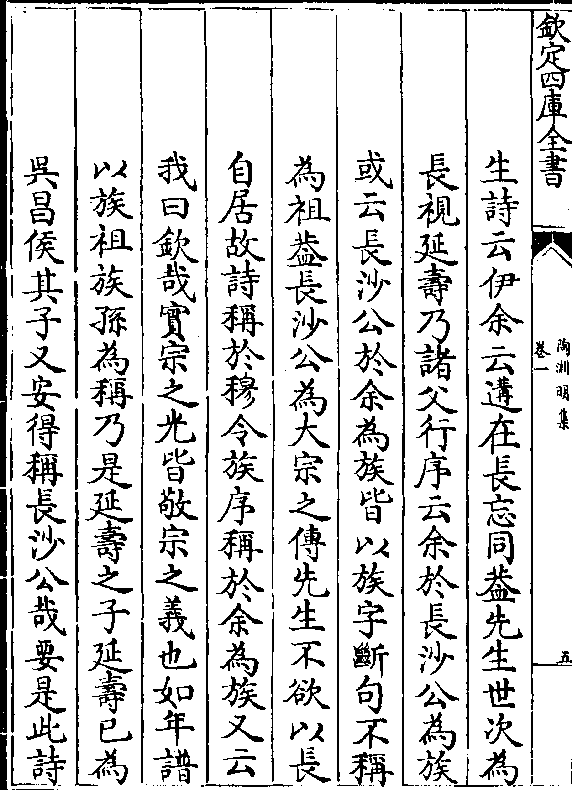 欽定四庫全書
陶淵明集
卷一
五
生詩云伊余云遘在長忘同葢先生世次為
長視延壽乃諸父行序云余於長沙公為族
或云長沙公於余為族皆以族字斷句不稱
為祖葢長沙公為大宗之傳先生不欲以長
自居故詩稱於穆令族序稱於余為族又云
我曰欽哉實宗之光皆敬宗之義也如年譜
以族祖族孫為稱乃是延壽之子延壽已為
吳昌侯其子又安得稱長沙公哉要是此詩